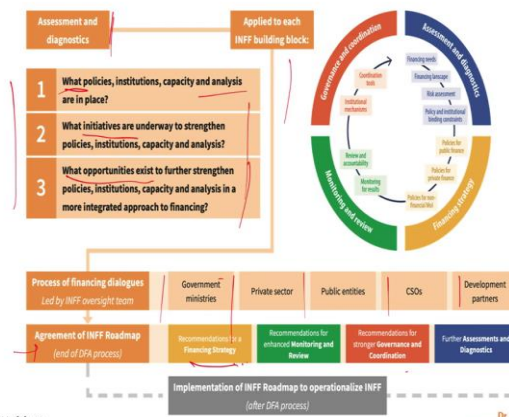 Assessment and
diagnostics
Applied to each
INFF building block:
1
What policies, institutions, capacity and analysis
are in place?
2
What initiatives are underway to strengthen
policies, institutions, capacity and analysis?
3
What opportunities exist to further strengthen
policies, institutions, capacity and analysis in a
more integrated approach to financing?
Governance and coordination
Assessment and diagnostics
Financing strategy
Monitoring and review
Coordination
tools
Institutional
mechanisms
Review and
accountability
Monitoring
for results
Financing needs
Financing landscape
Risk assessment
Policy and institutional
binding constraints
Policies for
public finance
Policies for
private finance
Policies for non-
Process of financing dialogues
Led by INFF oversight team
Government
ministries
Private sector
Public entities
CSOs
Development
partners
Agreement of INFF Roadmap
(end of DFA process)
Recommendations for a
Financing Strategy
Recommendations for
enhanced Monitoring and
Review
Recommendations for
stronger Governance and
Coordination
Further Assessments and
Diagnostics
Implementation of INFF Roadmap to operationalize INFF
(after DFA process)